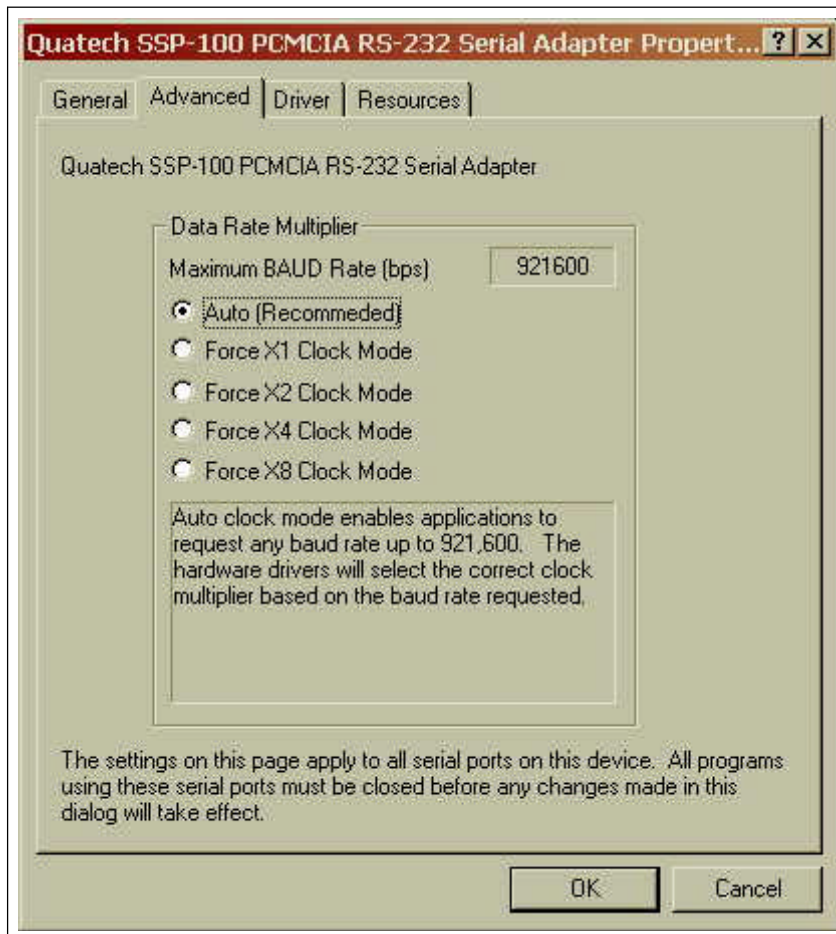 Quatech SSP-100 PCMCIA RS-232 Serial Adapter Propert... ? X
General Advanced Driver Resources
Quatech SSP-100 PCMCIA RS-232 Serial Adapter
Data Rate Multiplier
Maximum BAUD Rate (bps) 921600
Auto (Recommeded)
Force X1 Clock Mode
Force X2 Clock Mode
Force X4 Clock Mode
Force X8 Clock Mode
Auto clock mode enables applications to
request any baud rate up to 921,600. The
hardware drivers will select the correct clock
multiplier based on the baud rate requested.
The settings on this page apply to all serial ports on this device. All programs
using these serial ports must be closed before any changes made in this
dialog will take effect.
OK Cancel